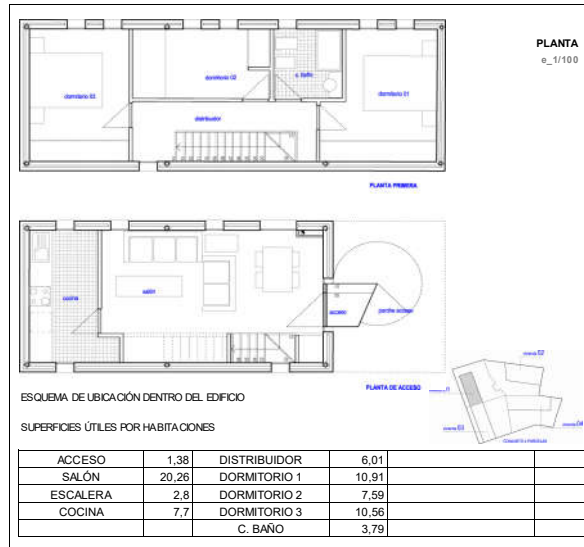 PLANTA
e_1/100
dormitorio 03
dormitorio 02
c. baño
dormitorio 01
distribuidor
PLANTA PRIMERA
cocina
salón
acceso
porche acceso
PLANTA DE ACCESO
ESQUEMA DE UBICACIÓN DENTRO DEL EDIFICIO
SUPERFICIES ÚTILES POR HABITACIONES
ACCESO 1,38 DISTRIBUIDOR 6,01
SALÓN 20,26 DORMITORIO 1 10,91
ESCALERA 2,8 DORMITORIO 2 7,59
COCINA 7,7 DORMITORIO 3 10,56
C. BAÑO 3,79